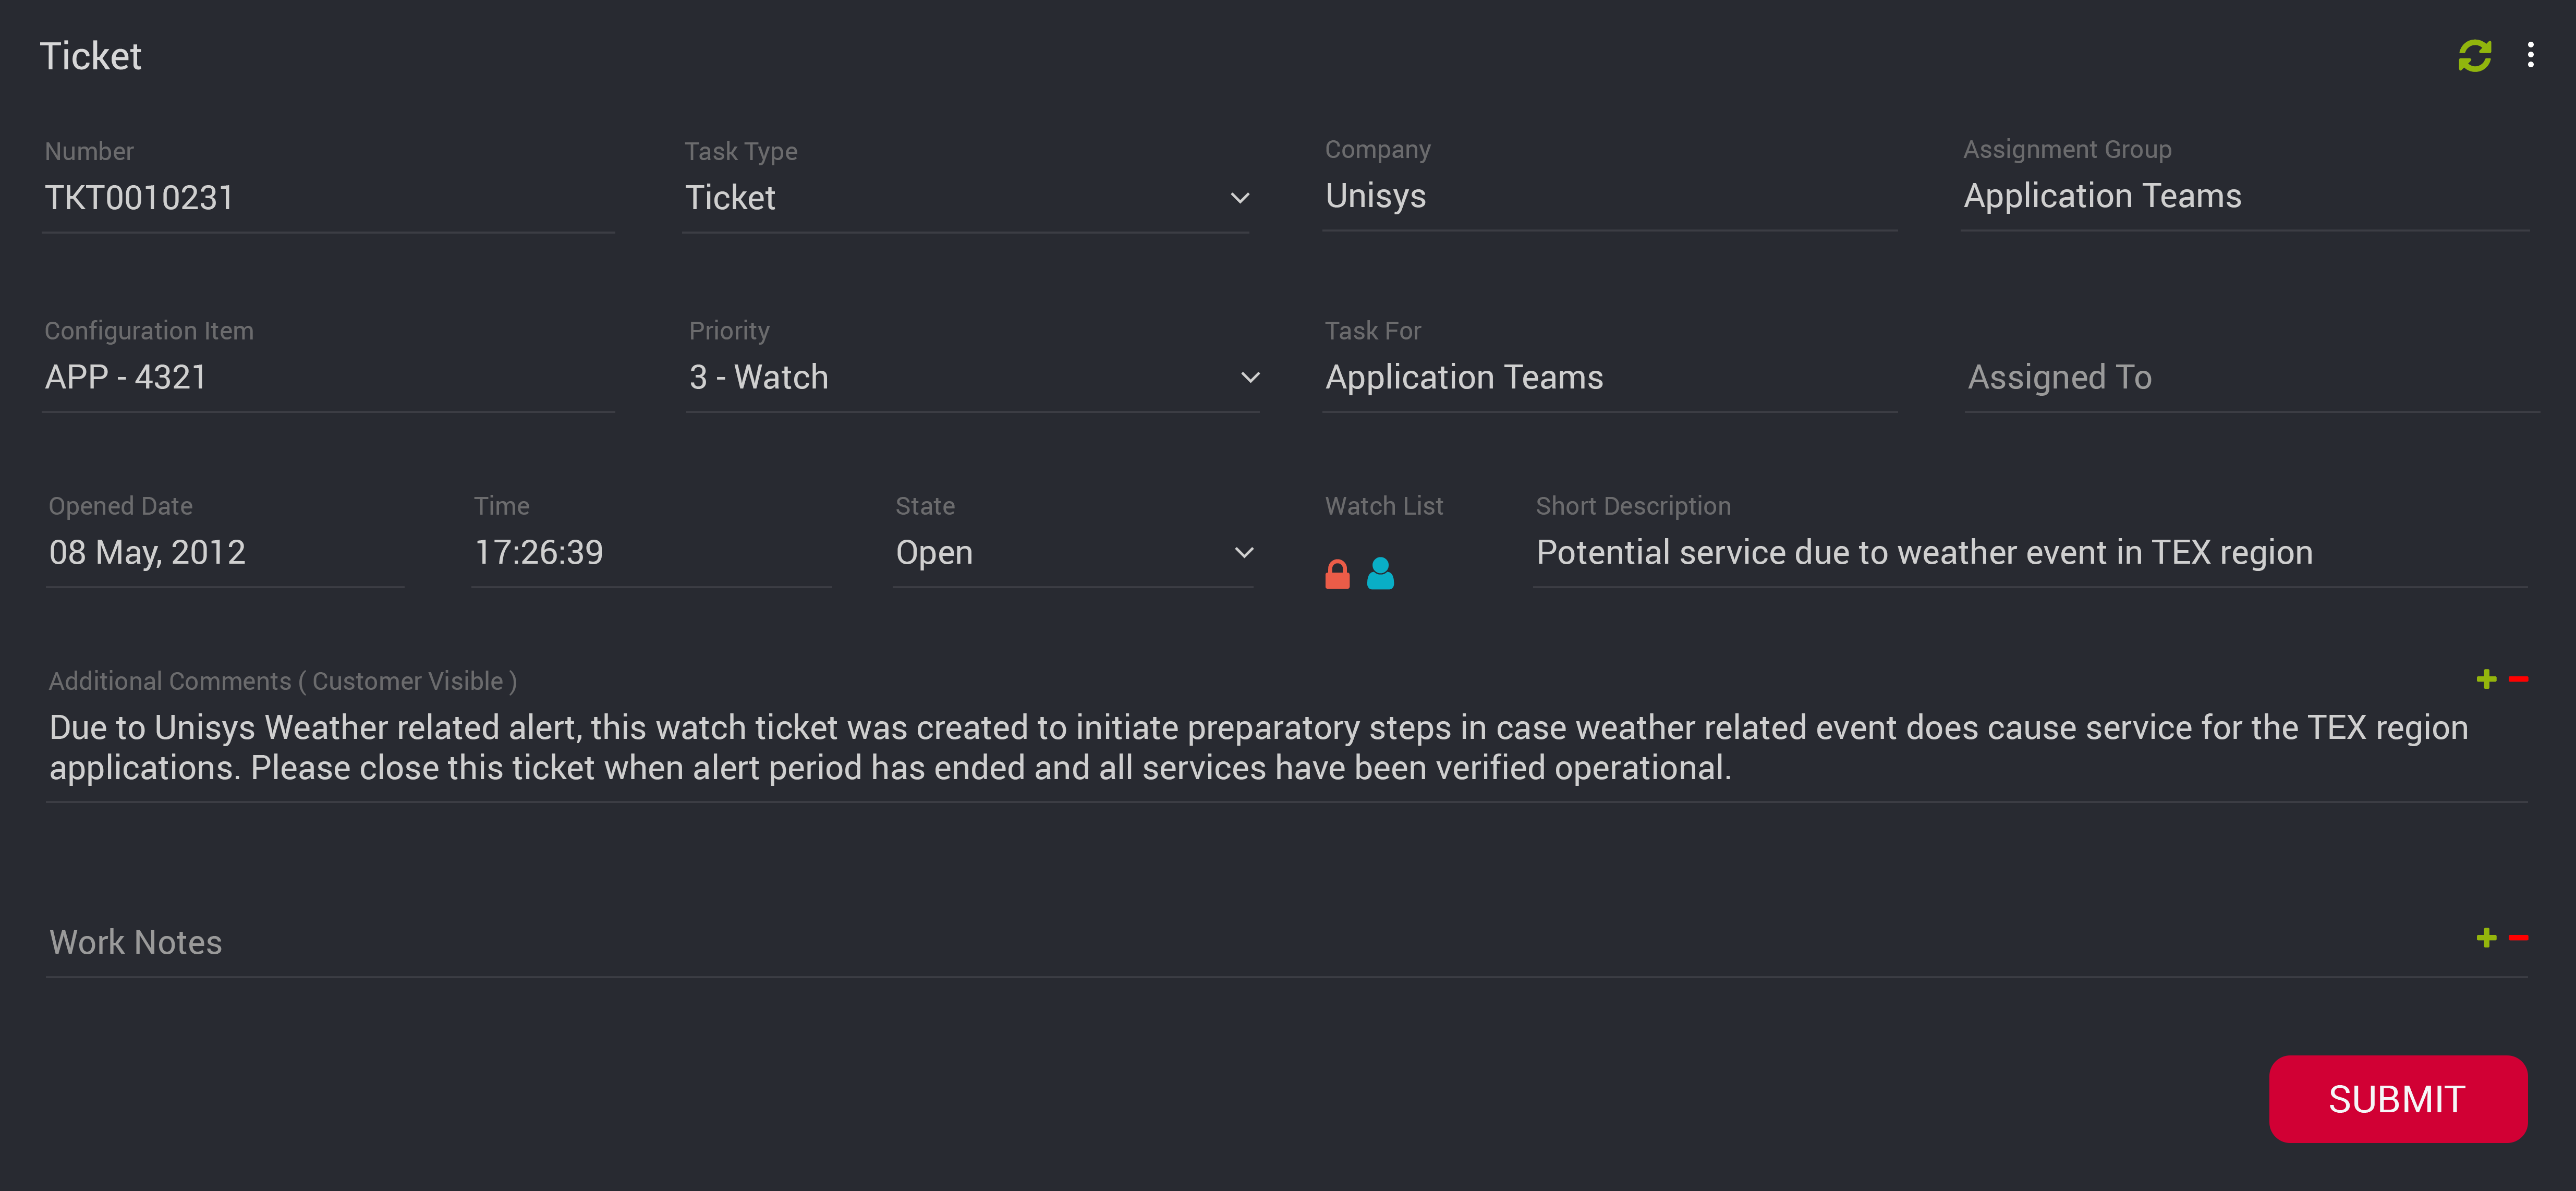 Ticket
Number
TKT0010231
Task Type
Ticket
Company
Unisys
Assignment Group
Application Teams
Configuration Item
APP - 4321
Priority
3 - Watch
Task For
Application Teams
Assigned To
Opened Date
08 May, 2012
Time
17:26:39
State
Open
Watch List
Short Description
Potential service due to weather event in TEX region
Additional Comments ( Customer Visible )
Due to Unisys Weather related alert, this watch ticket was created to initiate preparatory steps in case weather related event does cause service for the TEX region
applications. Please close this ticket when alert period has ended and all services have been verified operational.
Work Notes
SUBMIT